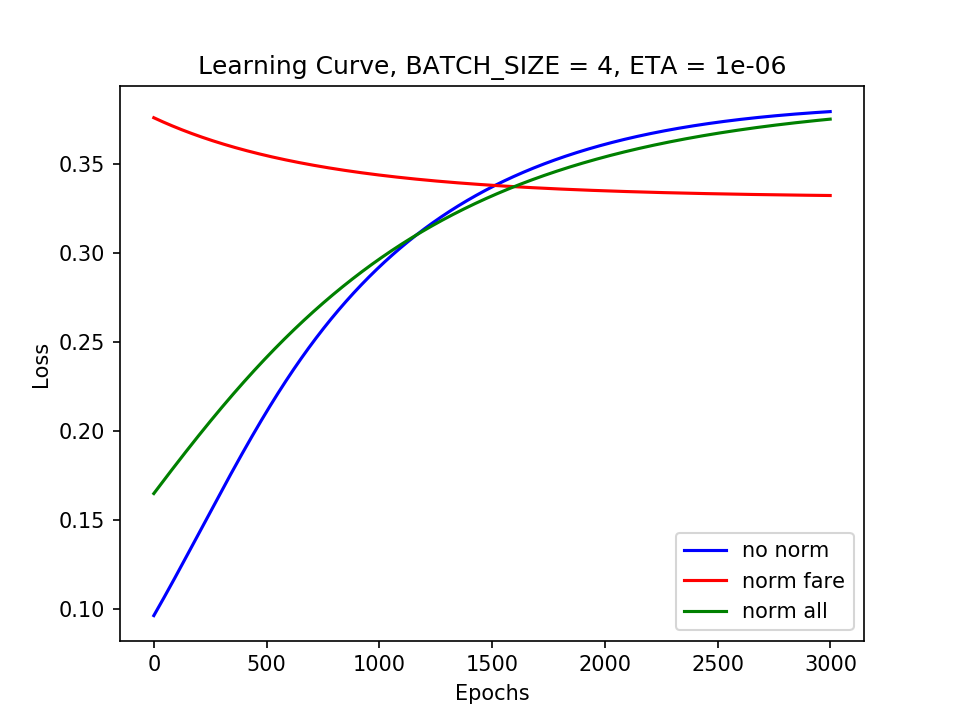 Learning Curve, BATCH_SIZE = 4, ETA = 1e-06
Loss
0.35
0.30
0.25
0.20
0.15
0.10
0 500 1000 1500 2000 2500 3000
Epochs
no norm
norm fare
norm all